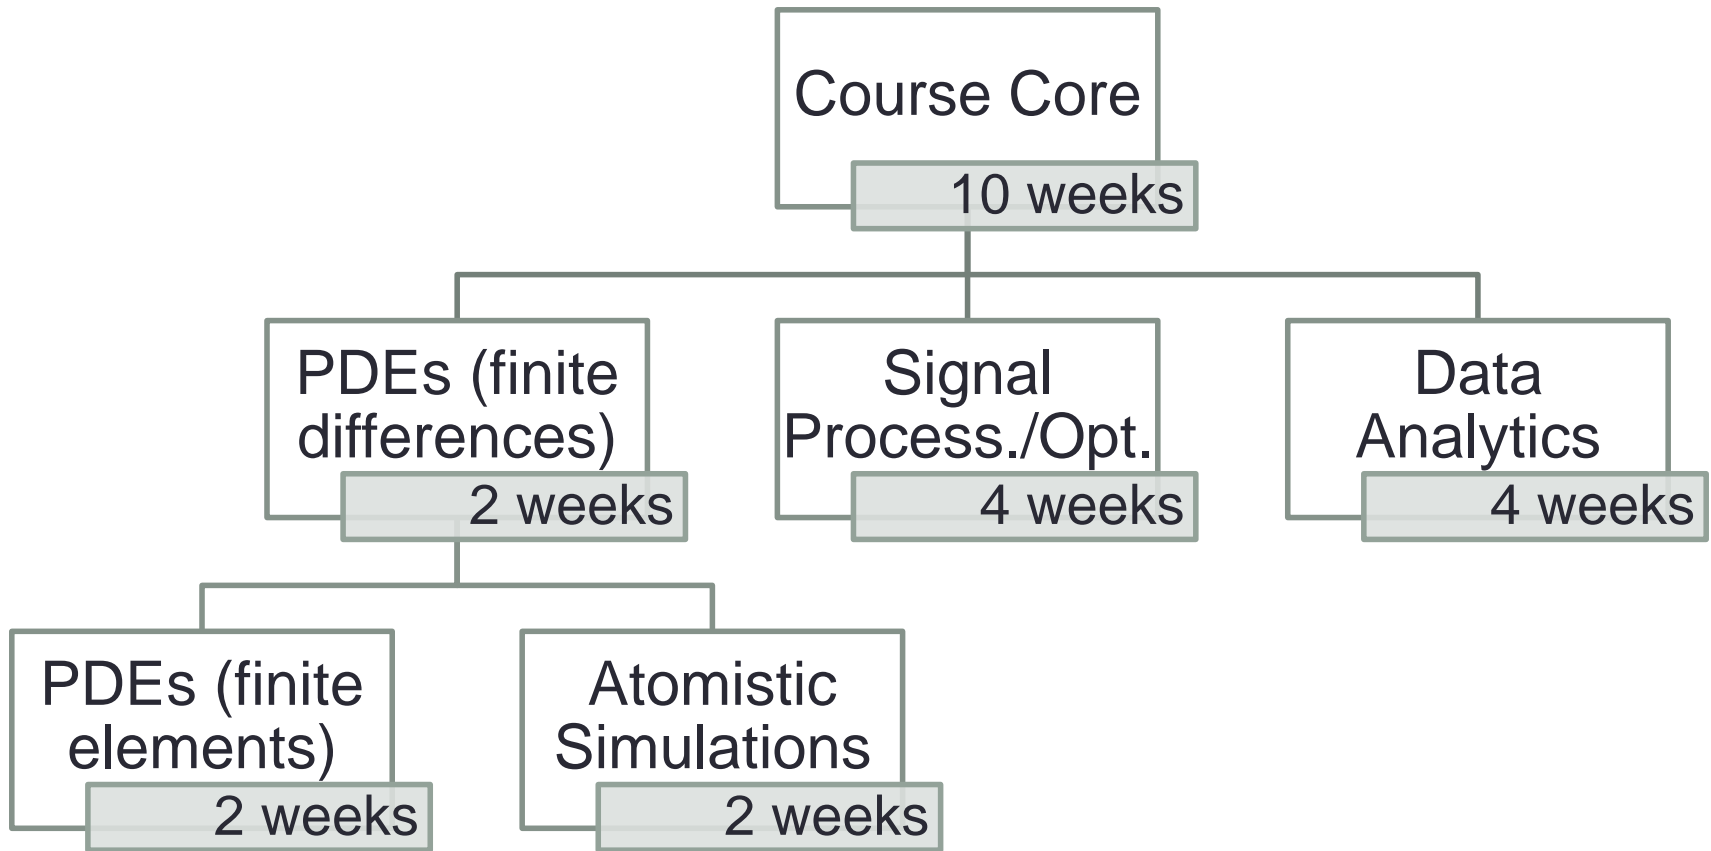 Course Core
10 weeks
PDEs (finite
differences)
2 weeks
Signal
Process./Opt.
4 weeks
Data
Analytics
4 weeks
PDEs (finite
elements)
2 weeks
Atomistic
Simulations
2 weeks